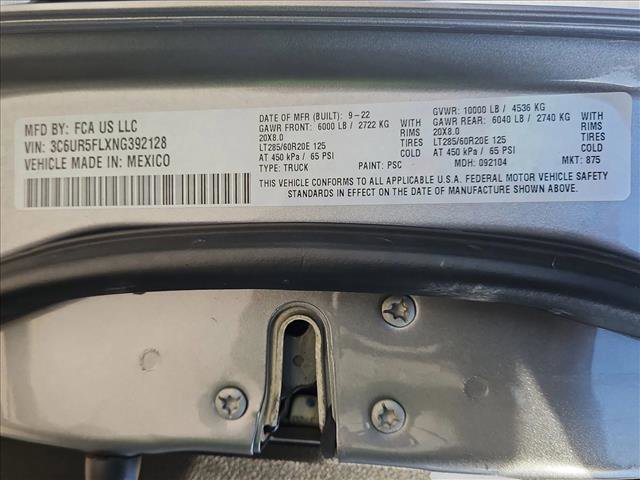 MFD BY: FCA US LLC
VIN: 3C6UR5FLXNG392128
VEHICLE MADE IN: MEXICO
DATE OF MFR (BUILT): 9-22 GVWR: 10000 LB / 4536 KG
GAWR FRONT: 6000 LB / 2722 KG WITH GAWR REAR: 6040 LB / 2740 KG WITH
20X8.0 RIMS 20X8.0 RIMS
LT285/60R20E 125 TIRES LT285/60R20E 125 TIRES
AT 450 kPa / 65 PSI COLD AT 450 kPa / 65 PSI COLD
TYPE: TRUCK PAINT: PSC MDH: 092104 MKT: 875
THIS VEHICLE CONFORMS TO ALL APPLICABLE U.S.A. FEDERAL MOTOR VEHICLE SAFETY
STANDARDS IN EFFECT ON THE DATE OF MANUFACTURE SHOWN ABOVE.